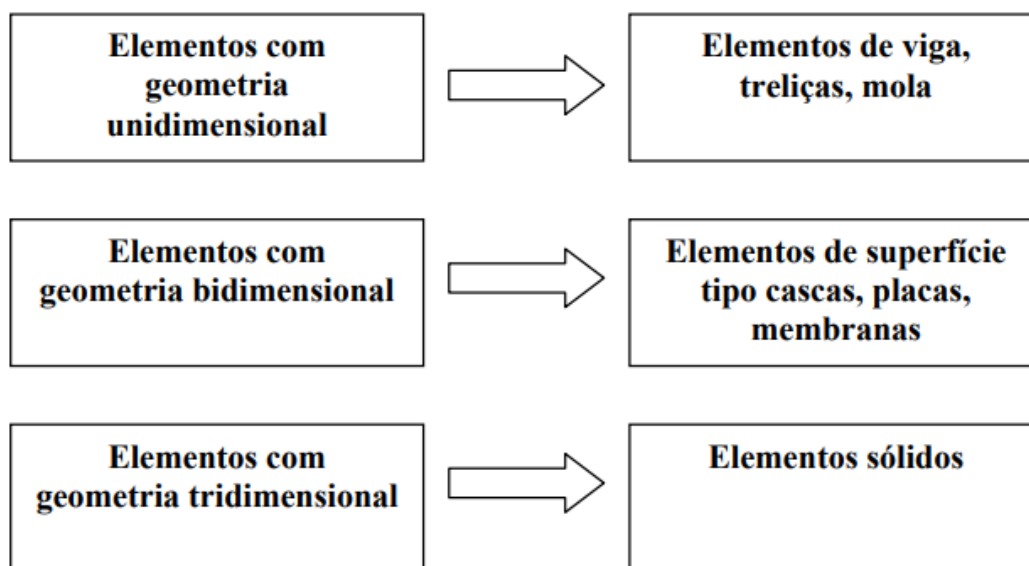 Elementos com
geometria
unidimensional
Elementos de viga,
treliças, mola
Elementos com
geometria bidimensional
Elementos de superfície
tipo cascas, placas,
membranas
Elementos com
geometria tridimensional
Elementos sólidos